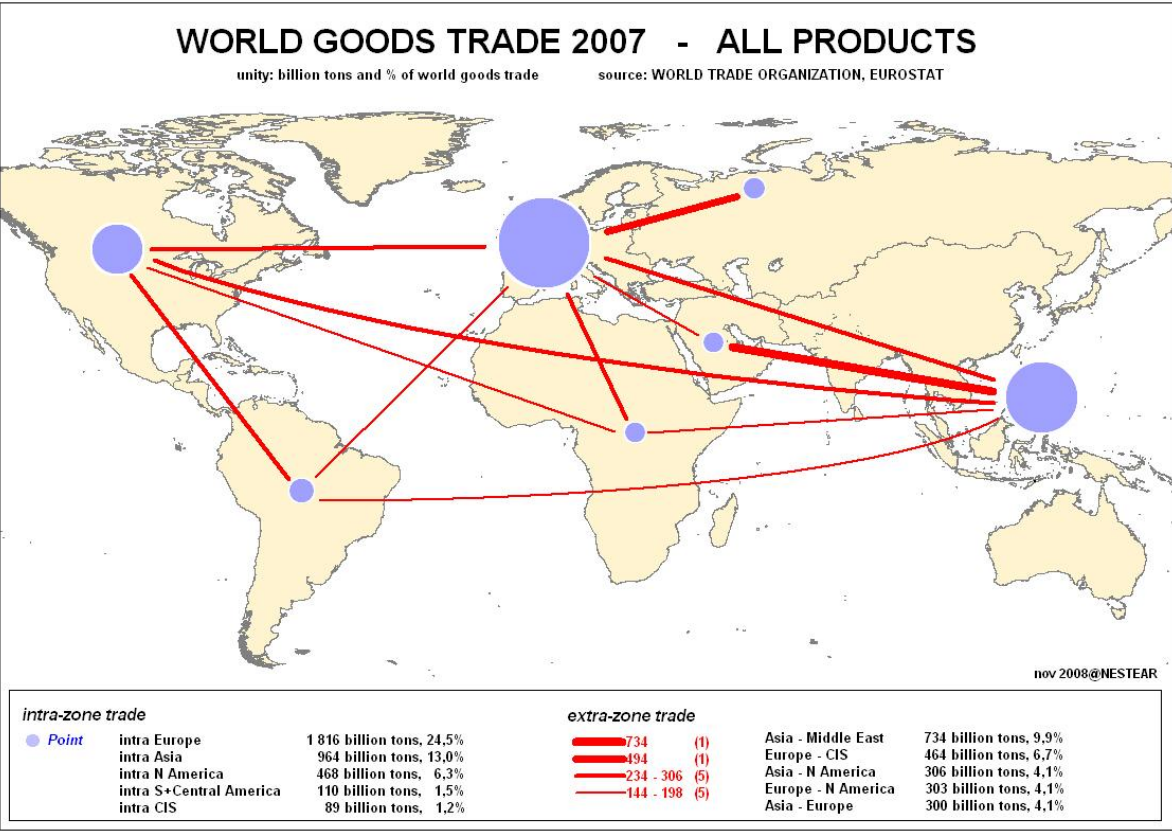 WORLD GOODS TRADE 2007 - ALL PRODUCTS
unity: billion tons and % of world goods trade source: WORLD TRADE ORGANIZATION, EUROSTAT
nov 2008@NESTEAR
intra-zone trade
Point
intra Europe 1 816 billion tons, 24,5%
intra Asia 964 billion tons, 13,0%
intra N America 468 billion tons, 6,3%
intra S+Central America 110 billion tons, 1,5%
intra CIS 89 billion tons, 1,2%
extra-zone trade
734 (1)
494 (1)
234 - 306 (5)
144 - 198 (5)
Asia - Middle East 734 billion tons, 9,9%
Europe - CIS 464 billion tons, 6,7%
Asia - N America 306 billion tons, 4,1%
Europe - N America 303 billion tons, 4,1%
Asia - Europe 300 billion tons, 4,1%